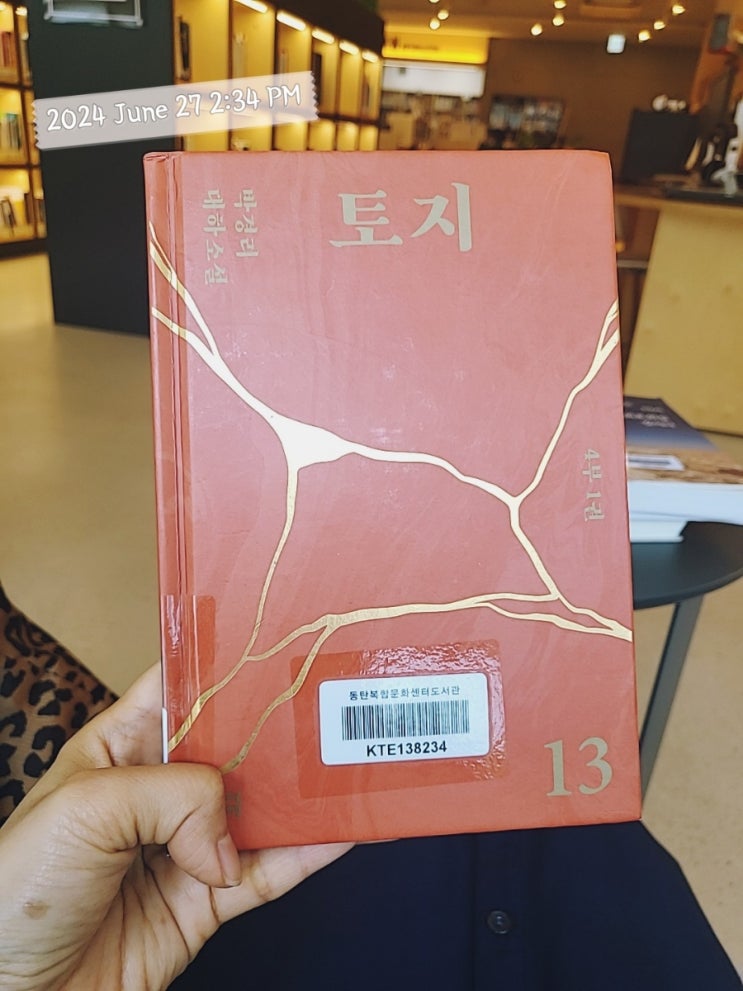 2024 June 27 2:34 PM
토지
박경리
대하소설
4부 1권
동탄복합문화센터도서관
KTE138234
13